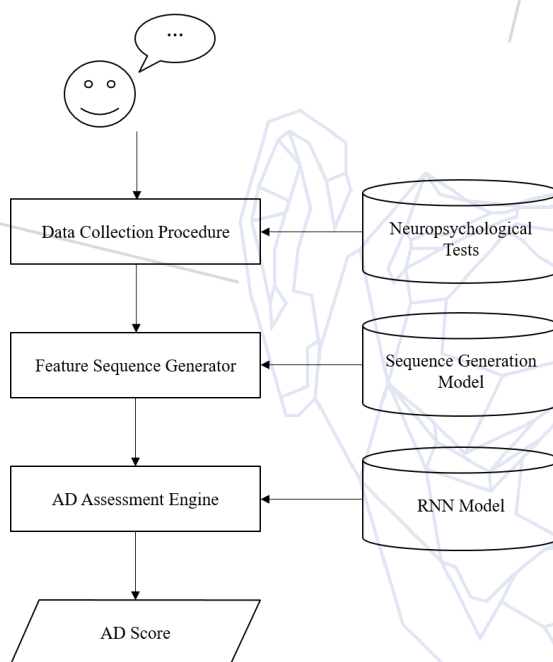 ...
Data Collection Procedure
Neuropsychological
Tests
Feature Sequence Generator
Sequence Generation
Model
AD Assessment Engine
RNN Model
AD Score